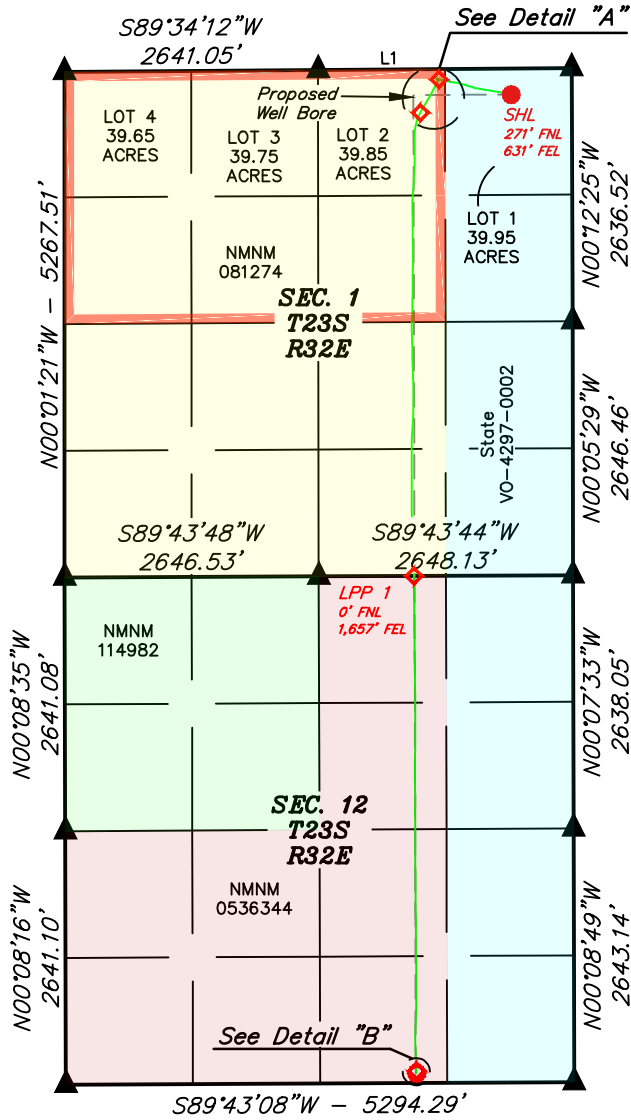 See Detail "A"
S89°34'12"W
2641.05'
L1
Proposed
Well Bore
SHL
271' FNL
631' FEL
LOT 4
39.65
ACRES
LOT 3
39.75
ACRES
LOT 2
39.85
ACRES
LOT 1
39.95
ACRES
N00°12'25"W
2636.52'
N00°01'21"W - 5267.51'
NMNM
081274
SEC. 1
T23S
R32E
State
VO-4297-0002
N00°05'29"W
2646.46'
S89°43'48"W
2646.53'
S89°43'44"W
2648.13'
LPP 1
0' FNL
1,657' FEL
NMNM
114982
N00°08'35"W
2641.08'
N00°07'33"W
2638.05'
SEC. 12
T23S
R32E
NMNM
0536344
N00°08'16"W
2641.10'
N00°08'49"W
2643.14'
See Detail "B"
S89°43'08"W - 5294.29'